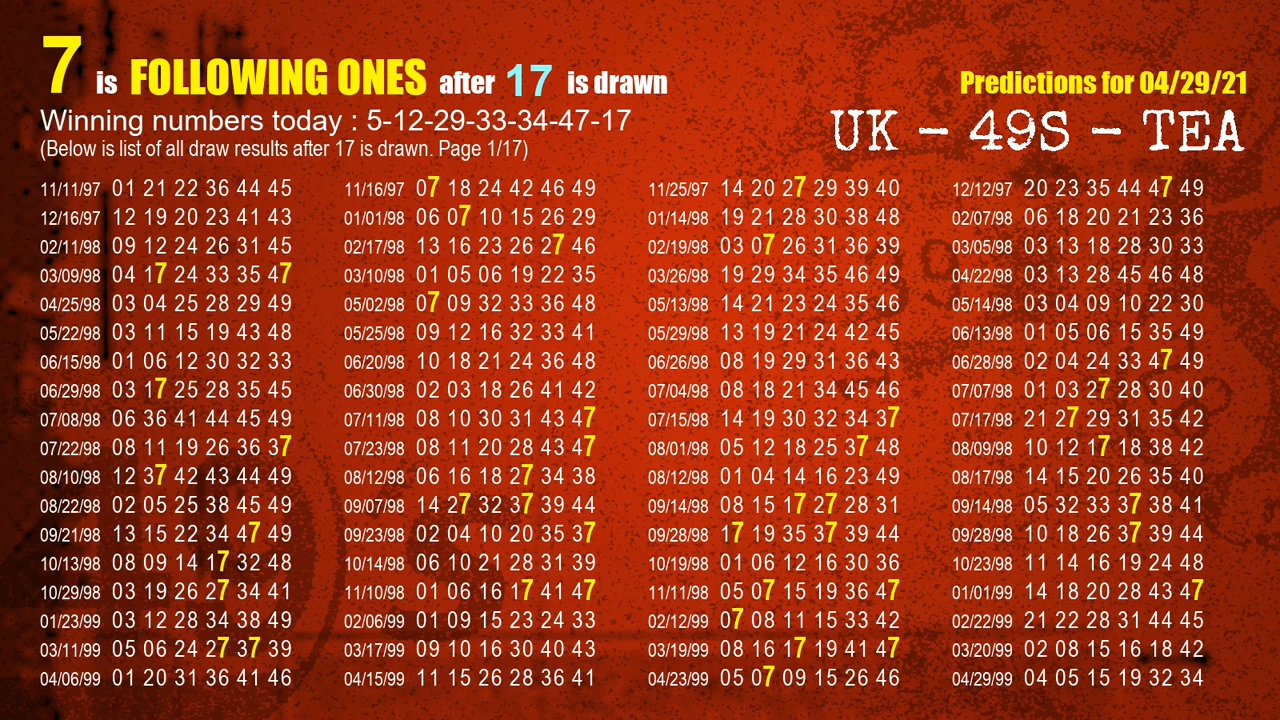 7 is FOLLOWING ONES after 17 is drawn
Predictions for 04/29/21
Winning numbers today : 5-12-29-33-34-47-17
UK - 49S - TEA
(Below is list of all draw results after 17 is drawn. Page 1/17)
11/11/97 01 21 22 36 44 45 11/16/97 07 18 24 42 46 49 11/25/97 14 20 27 29 39 40 12/12/97 20 23 35 44 47 49
12/16/97 12 19 20 23 41 43 01/01/98 06 07 10 15 26 29 01/14/98 19 21 28 30 38 48 02/07/98 06 18 20 21 23 36
02/11/98 09 12 24 26 31 45 02/17/98 13 16 23 26 27 46 02/19/98 03 07 26 31 36 39 03/05/98 03 13 18 28 30 33
03/09/98 04 17 24 33 35 47 03/10/98 01 05 06 19 22 35 03/26/98 19 29 34 35 46 49 04/22/98 03 13 28 45 46 48
04/25/98 03 04 25 28 29 49 05/02/98 07 09 32 33 36 48 05/13/98 14 21 23 24 35 46 05/14/98 03 04 09 10 22 30
05/22/98 03 11 15 19 43 48 05/25/98 09 12 16 32 33 41 05/29/98 13 19 21 24 42 45 06/13/98 01 05 06 15 35 49
06/15/98 01 06 12 30 32 33 06/20/98 10 18 21 24 36 48 06/26/98 08 19 29 31 36 43 06/28/98 02 04 24 33 47 49
06/29/98 03 17 25 28 35 45 06/30/98 02 03 18 26 41 42 07/04/98 08 18 21 34 45 46 07/07/98 01 03 27 28 30 40
07/08/98 06 36 41 44 45 49 07/11/98 08 10 30 31 43 47 07/15/98 14 19 30 32 34 37 07/17/98 21 27 29 31 35 42
07/22/98 08 11 19 26 36 37 07/23/98 08 11 20 28 43 47 08/01/98 05 12 18 25 37 48 08/09/98 10 12 17 18 38 42
08/10/98 12 37 42 43 44 49 08/12/98 06 16 18 27 34 38 08/12/98 01 04 14 16 23 49 08/17/98 14 15 20 26 35 40
08/22/98 02 05 25 38 45 49 09/07/98 14 27 32 37 39 44 09/14/98 08 15 17 27 28 31 09/14/98 05 32 33 37 38 41
09/21/98 13 15 22 34 47 49 09/23/98 02 04 10 20 35 37 09/28/98 17 19 35 37 39 44 09/28/98 10 18 26 37 39 44
10/13/98 08 09 14 17 32 48 10/14/98 06 10 21 28 31 39 10/19/98 01 06 12 16 30 36 10/23/98 11 14 16 19 24 48
10/29/98 03 19 26 27 34 41 11/10/98 01 06 16 17 41 47 11/11/98 05 07 15 19 36 47 01/01/99 14 18 20 28 43 47
01/23/99 03 12 28 34 38 49 02/06/99 01 09 15 23 24 33 02/12/99 07 08 11 15 33 42 02/22/99 21 22 28 31 44 45
03/11/99 05 06 24 27 37 39 03/17/99 09 10 16 30 40 43 03/19/99 08 16 17 19 41 47 03/20/99 02 08 15 16 18 42
04/06/99 01 20 31 36 41 46 04/15/99 11 15 26 28 36 41 04/23/99 05 07 09 15 26 46 04/29/99 04 05 15 19 32 34